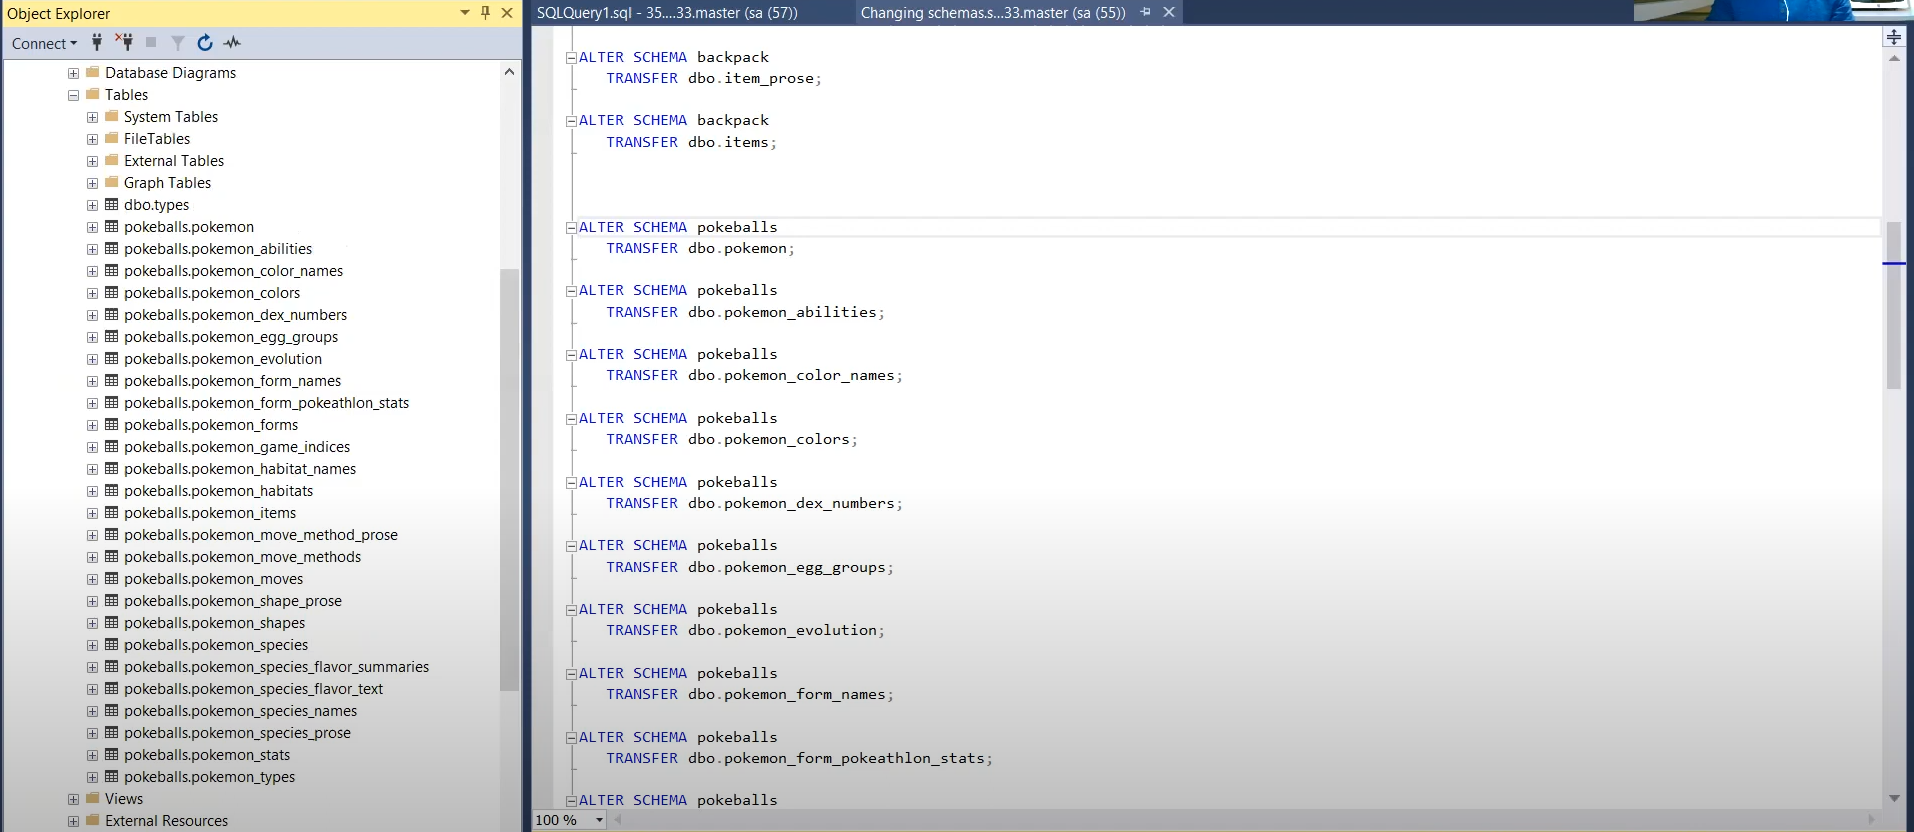 Object Explorer
Connect
Database Diagrams
Tables
System Tables
FileTables
External Tables
Graph Tables
dbo.types
pokeballs.pokemon
pokeballs.pokemon_abilities
pokeballs.pokemon_color_names
pokeballs.pokemon_colors
pokeballs.pokemon_dex_numbers
pokeballs.pokemon_egg_groups
pokeballs.pokemon_evolution
pokeballs.pokemon_form_names
pokeballs.pokemon_form_pokeathlon_stats
pokeballs.pokemon_forms
pokeballs.pokemon_game_indices
pokeballs.pokemon_habitat_names
pokeballs.pokemon_habitats
pokeballs.pokemon_items
pokeballs.pokemon_move_method_prose
pokeballs.pokemon_move_methods
pokeballs.pokemon_moves
pokeballs.pokemon_shape_prose
pokeballs.pokemon_shapes
pokeballs.pokemon_species
pokeballs.pokemon_species_flavor_summaries
pokeballs.pokemon_species_flavor_text
pokeballs.pokemon_species_names
pokeballs.pokemon_species_prose
pokeballs.pokemon_stats
pokeballs.pokemon_types
Views
External Resources
SQLQuery1.sql - 35....33.master (sa (57))
Changing schemas.s...33.master (sa (55))
ALTER SCHEMA backpack
TRANSFER dbo.item_prose;
ALTER SCHEMA backpack
TRANSFER dbo.items;
ALTER SCHEMA pokeballs
TRANSFER dbo.pokemon;
ALTER SCHEMA pokeballs
TRANSFER dbo.pokemon_abilities;
ALTER SCHEMA pokeballs
TRANSFER dbo.pokemon_color_names;
ALTER SCHEMA pokeballs
TRANSFER dbo.pokemon_colors;
ALTER SCHEMA pokeballs
TRANSFER dbo.pokemon_dex_numbers;
ALTER SCHEMA pokeballs
TRANSFER dbo.pokemon_egg_groups;
ALTER SCHEMA pokeballs
TRANSFER dbo.pokemon_evolution;
ALTER SCHEMA pokeballs
TRANSFER dbo.pokemon_form_names;
ALTER SCHEMA pokeballs
TRANSFER dbo.pokemon_form_pokeathlon_stats;
ALTER SCHEMA pokeballs
100 %